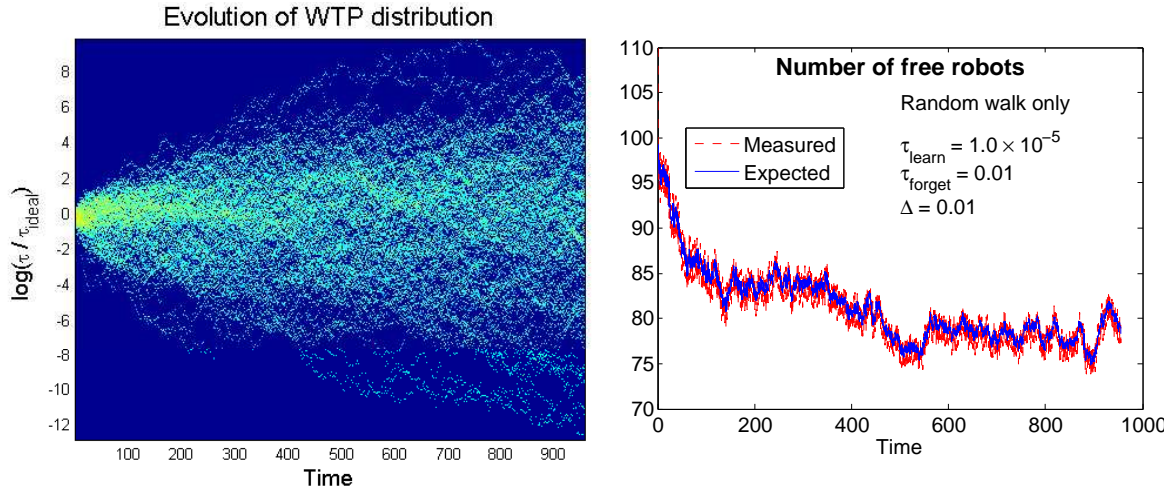 Evolution of WTP distribution
log(τ / τideal)
8
6
4
2
0
-2
-4
-6
-8
-10
-12
100 200 300 400 500 600 700 800 900
Time
Number of free robots
Random walk only
τlearn = 1.0 × 10−5
τforget = 0.01
Δ = 0.01
Measured
Expected
110
105
100
95
90
85
80
75
70
0 200 400 600 800 1000
Time